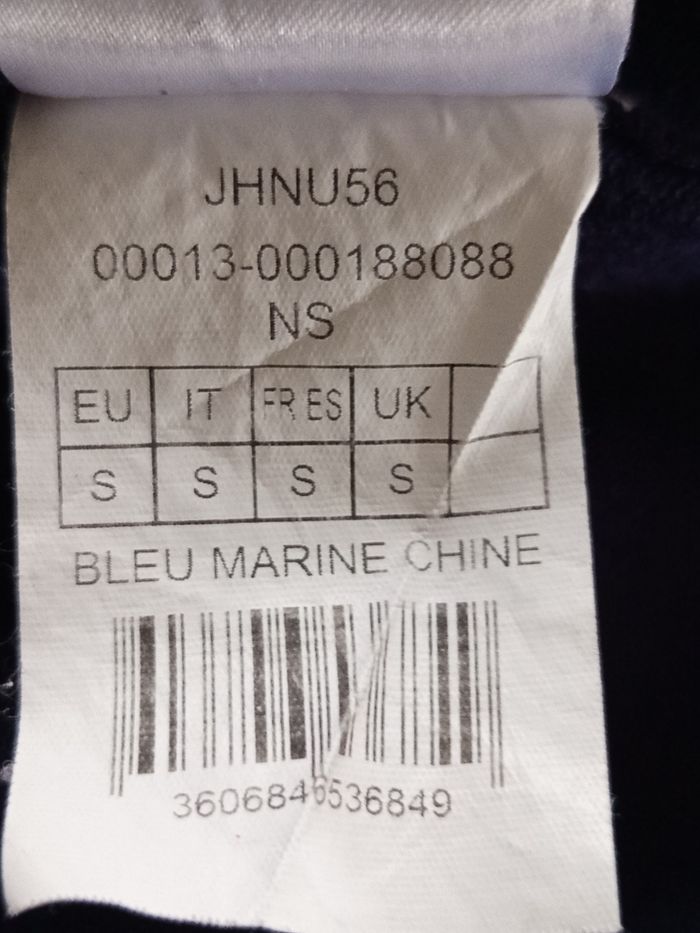 JHNU56
00013-000188088
NS
EU IT FR ES UK
S S S S
BLEU MARINE CHINE
3606846536849